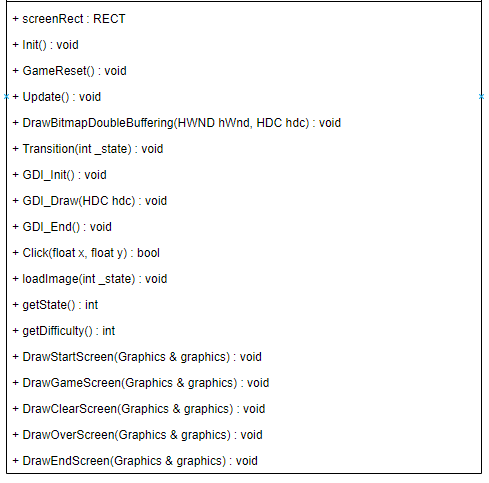 + screenRect : RECT
+ Init() : void
+ GameReset() : void
+ Update() : void
+ DrawBitmapDoubleBuffering(HWND hWnd, HDC hdc) : void
+ Transition(int _state) : void
+ GDI_Init() : void
+ GDI_Draw(HDC hdc) : void
+ GDI_End() : void
+ Click(float x, float y) : bool
+ loadImage(int _state) : void
+ getState() : int
+ getDifficulty() : int
+ DrawStartScreen(Graphics & graphics) : void
+ DrawGameScreen(Graphics & graphics) : void
+ DrawClearScreen(Graphics & graphics) : void
+ DrawOverScreen(Graphics & graphics) : void
+ DrawEndScreen(Graphics & graphics) : void